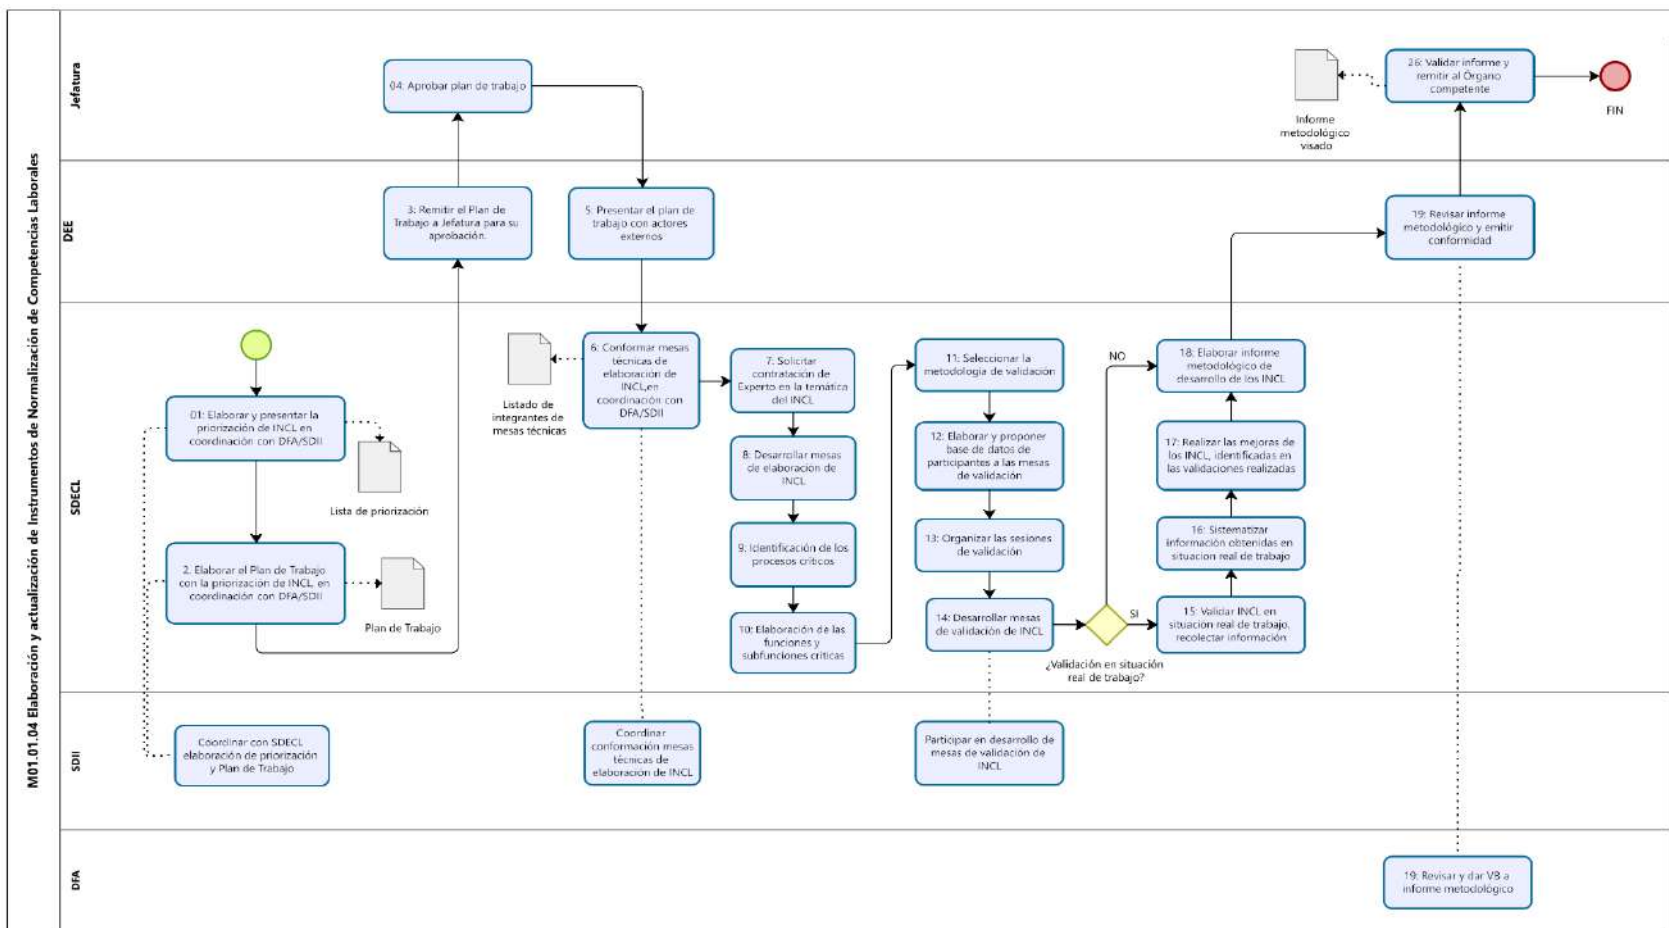 M01.01.04 Elaboración y actualización de Instrumentos de Normalización de Competencias Laborales
Jefatura
04: Aprobar plan de trabajo
Informe
metodológico
visado
26: Validar informe y
remitir al Órgano
competente
FIN
DEE
3: Remitir el Plan de
Trabajo a Jefatura para su
aprobación.
5: Presentar el plan de
trabajo con actores
externos
19: Revisar informe
metodológico y emitir
conformidad
SDECL
01: Elaborar y presentar la
priorización de INCL en
coordinación con DFA/SDII
Lista de priorización
2. Elaborar el Plan de Trabajo
con la priorización de INCL, en
coordinación con DFA/SDII
Plan de Trabajo
Listado de
integrantes de
mesas técnicas
6: Conformar mesas
técnicas de
elaboración de
INCL,en
coordinación con
DFA/SDII
7: Solicitar
contratación de
Experto en la temática
del INCL
8: Desarrollar mesas
de elaboración de
INCL
9: Identificación de los
procesos críticos
10: Elaboración de las
funciones y
subfunciones críticas
11: Seleccionar la
metodología de validación
12: Elaborar y proponer
base de datos de
participantes a las mesas
de validación
13: Organizar las sesiones
de validación
14: Desarrollar mesas
de validación de INCL
¿Validación en situación
real de trabajo?
NO
SI
15: Validar INCL en
situación real de trabajo,
recolectar información
16: Sistematizar
información obtenidas en
situacion real de trabajo
17: Realizar las mejoras de
los INCL, identificadas en
las validaciones realizadas
18: Elaborar informe
metodológico de
desarrollo de los INCL
SDII
Coordinar con SDECL
elaboración de priorización
y Plan de Trabajo
Coordinar
conformación mesas
técnicas de
elaboración de INCL
Participar en desarrollo de
mesas de validación de
INCL
DFA
19: Revisar y dar VB a
informe metodológico